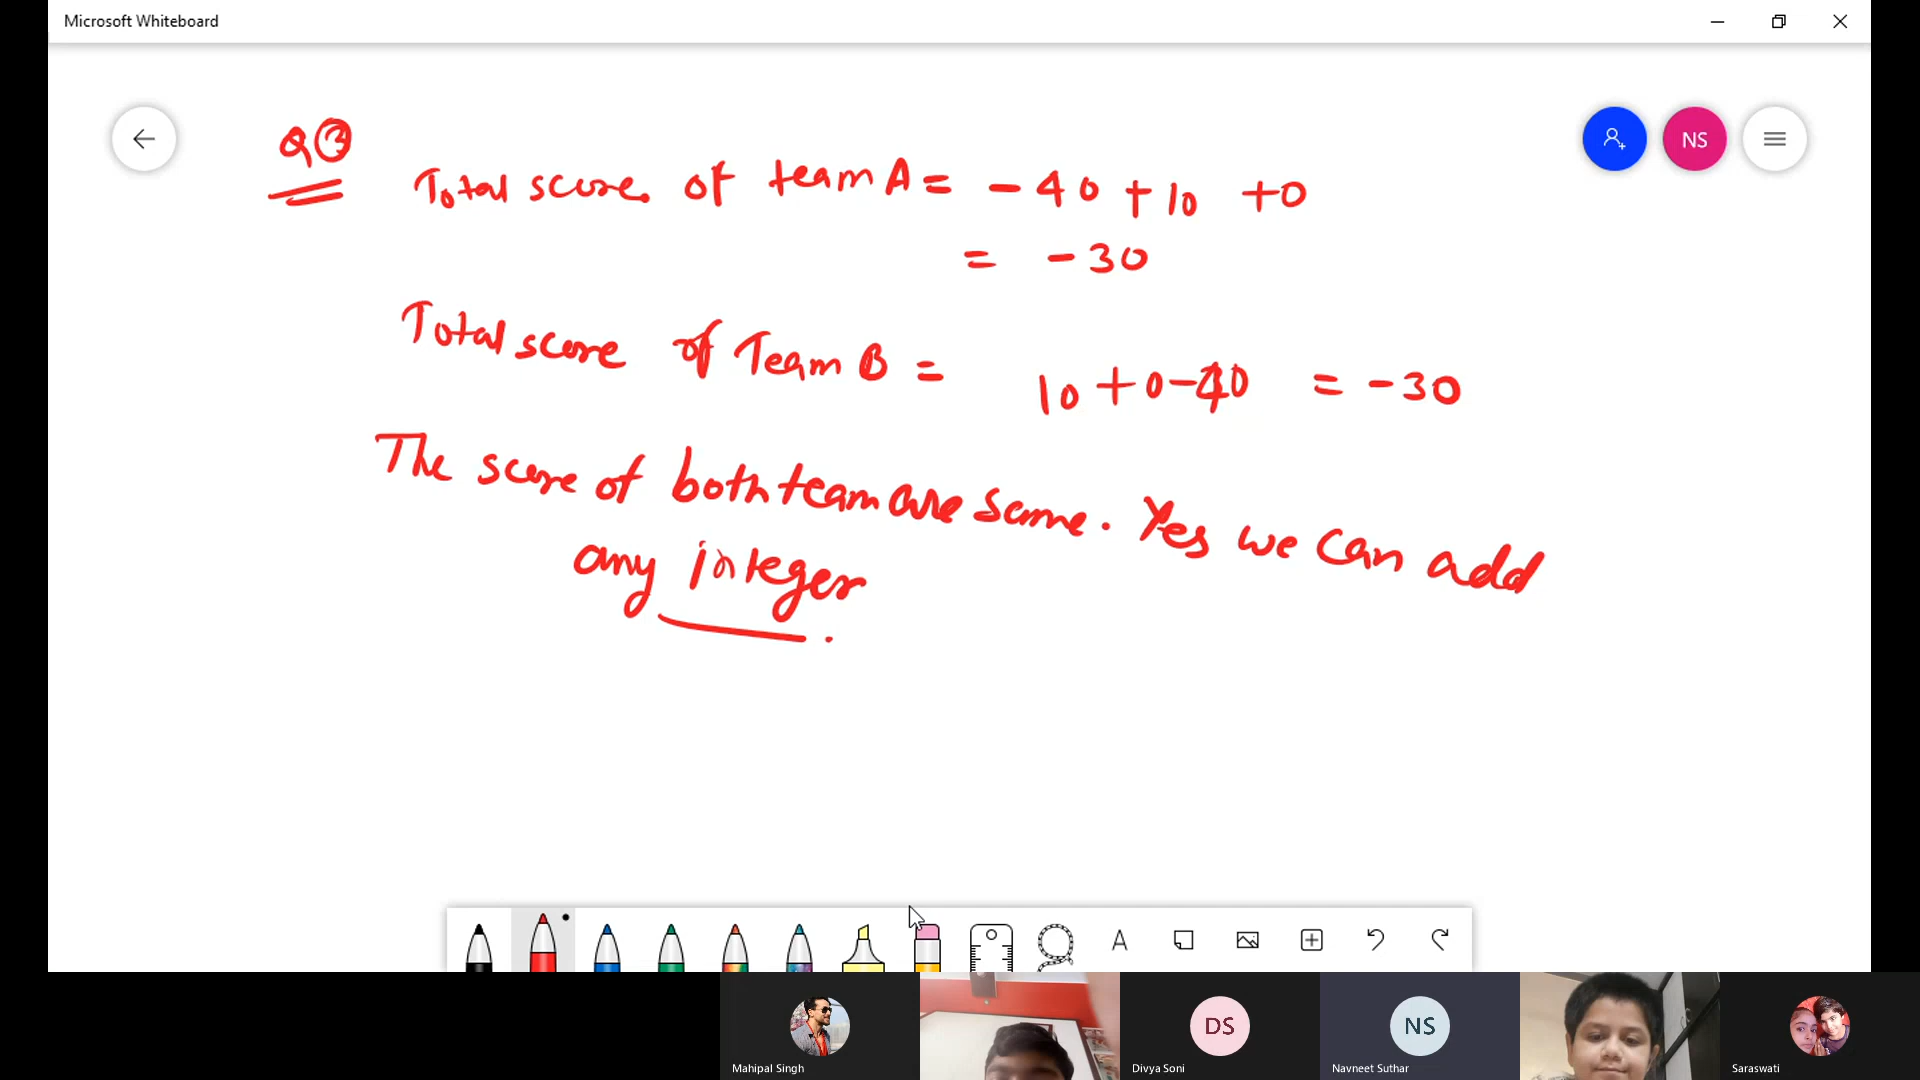 Microsoft Whiteboard
NS
Total score of team A = - 40 + 10 + 0
= - 30
Total score of Team B = 10 + 0 - 40 = - 30
The score of both team are same. Yes we can add
any integer.
A
DS
NS
Mahipal Singh
Divya Soni
Navneet Suthar
Saraswati